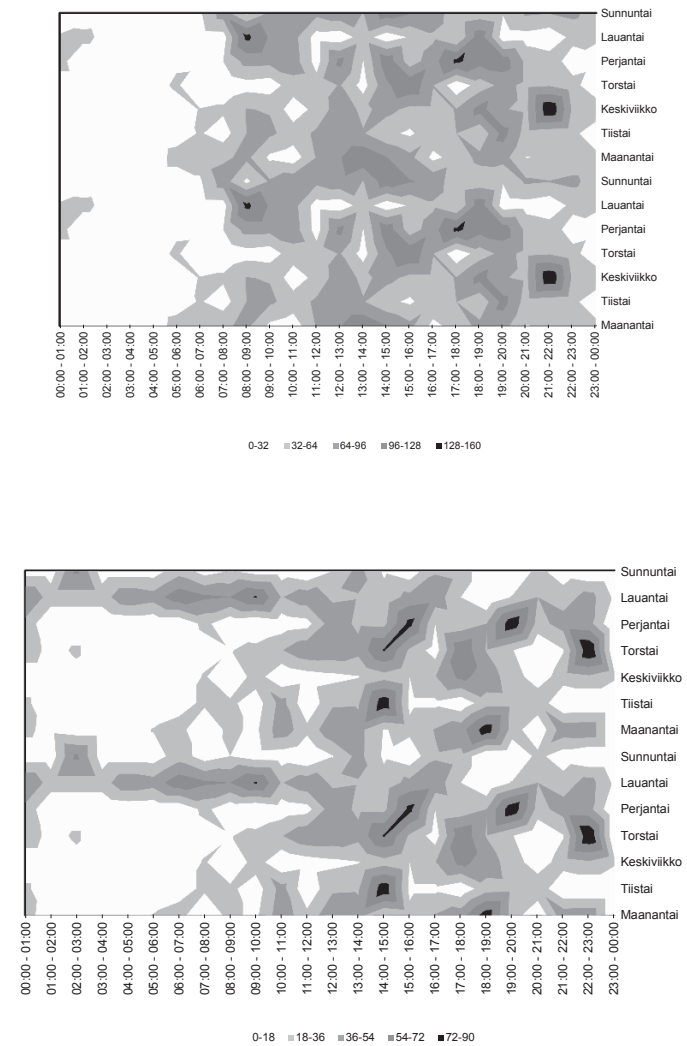 Sunnuntai
Lauantai
Perjantai
Torstai
Keskiviikko
Tiistai
Maanantai
Sunnuntai
Lauantai
Perjantai
Torstai
Keskiviikko
Tiistai
Maanantai
00:00 - 01:00
01:00 - 02:00
02:00 - 03:00
03:00 - 04:00
04:00 - 05:00
05:00 - 06:00
06:00 - 07:00
07:00 - 08:00
08:00 - 09:00
09:00 - 10:00
10:00 - 11:00
11:00 - 12:00
12:00 - 13:00
13:00 - 14:00
14:00 - 15:00
15:00 - 16:00
16:00 - 17:00
17:00 - 18:00
18:00 - 19:00
19:00 - 20:00
20:00 - 21:00
21:00 - 22:00
22:00 - 23:00
23:00 - 00:00
0-32 32-64 64-96 96-128 128-160
Sunnuntai
Lauantai
Perjantai
Torstai
Keskiviikko
Tiistai
Maanantai
Sunnuntai
Lauantai
Perjantai
Torstai
Keskiviikko
Tiistai
Maanantai
00:00 - 01:00
01:00 - 02:00
02:00 - 03:00
03:00 - 04:00
04:00 - 05:00
05:00 - 06:00
06:00 - 07:00
07:00 - 08:00
08:00 - 09:00
09:00 - 10:00
10:00 - 11:00
11:00 - 12:00
12:00 - 13:00
13:00 - 14:00
14:00 - 15:00
15:00 - 16:00
16:00 - 17:00
17:00 - 18:00
18:00 - 19:00
19:00 - 20:00
20:00 - 21:00
21:00 - 22:00
22:00 - 23:00
23:00 - 00:00
0-18 18-36 36-54 54-72 72-90